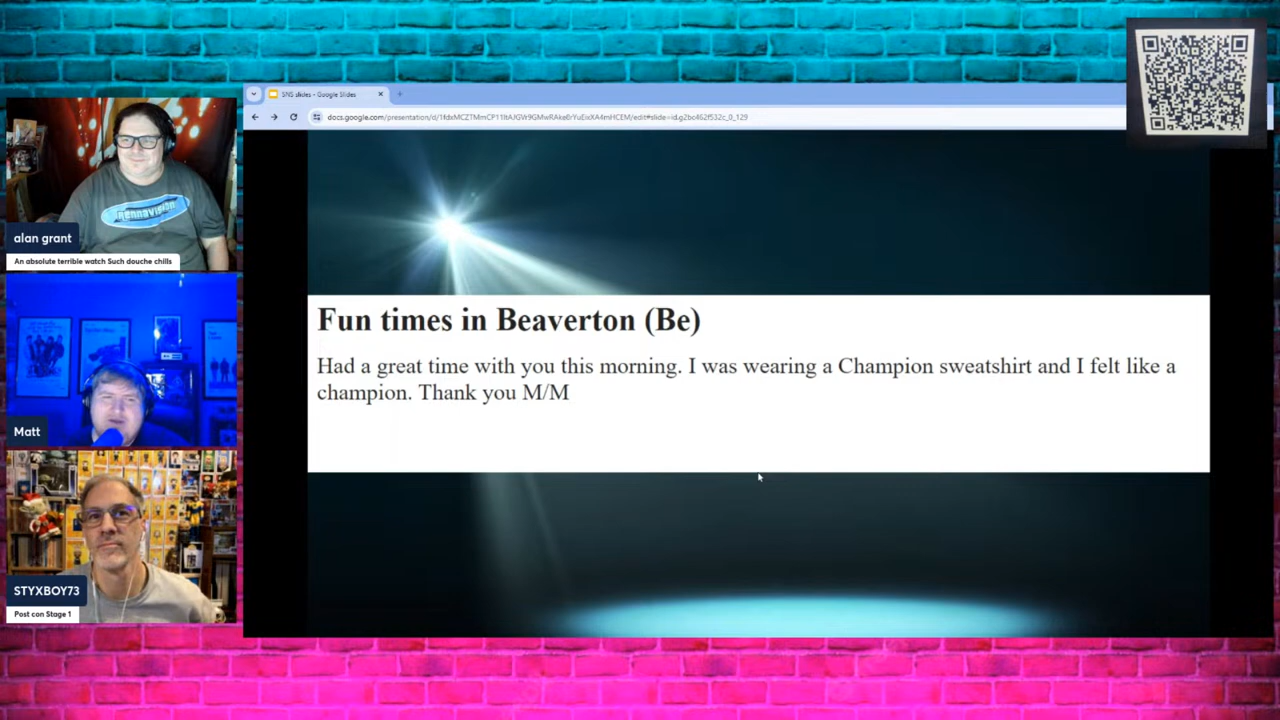 SNS slides - Google Slides
alan grant
An absolute terrible watch Such douche chills
RENNAVISION
Fun times in Beaverton (Be)
Had a great time with you this morning. I was wearing a Champion sweatshirt and I felt like a
champion. Thank you M/M
Matt
STYXBOY73
Post con Stage 1